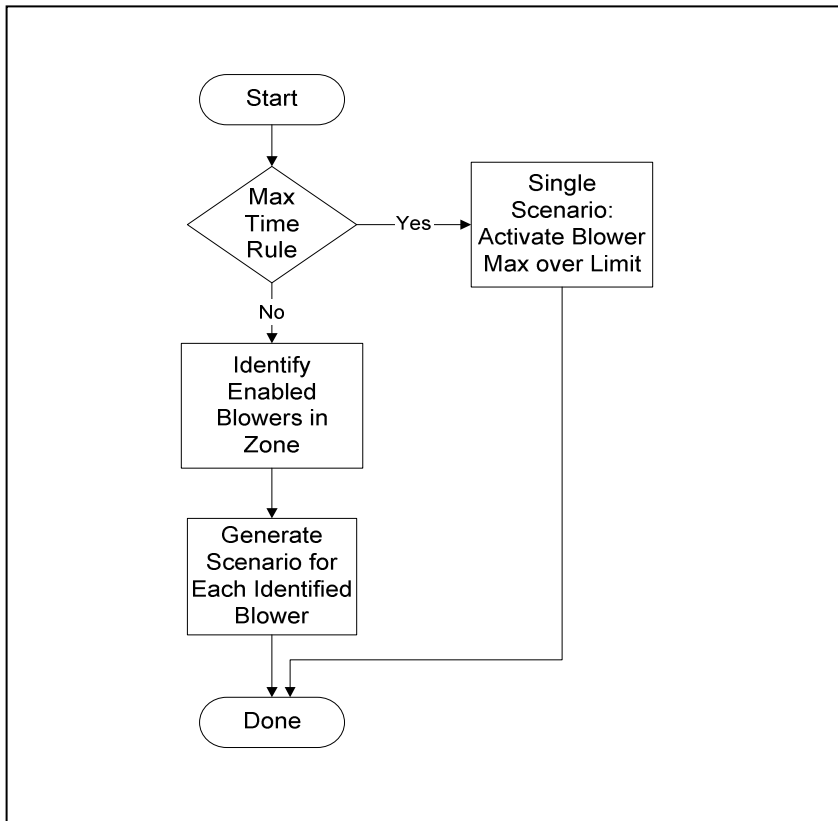 Start
Max
Time
Rule
Yes
Single
Scenario:
Activate Blower
Max over Limit
No
Identify
Enabled
Blowers in
Zone
Generate
Scenario for
Each Identified
Blower
Done